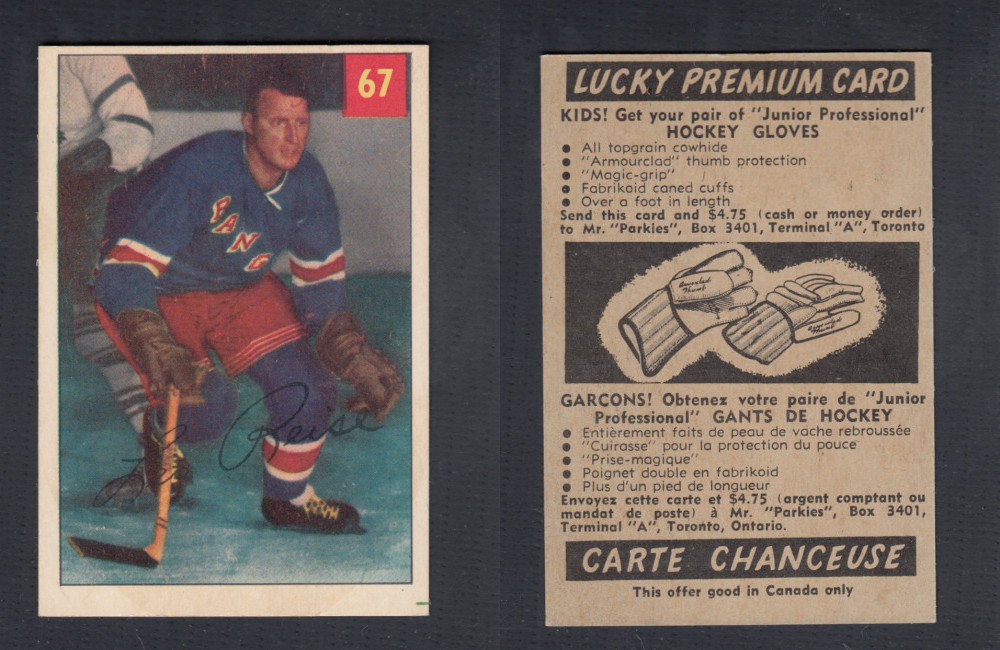 67
RANG
Leo Reise
LUCKY PREMIUM CARD
KIDS! Get your pair of "Junior Professional"
HOCKEY GLOVES
• All topgrain cowhide
• "Armourclad" thumb protection
• "Magic-grip"
• Fabrikoid caned cuffs
• Over a foot in length
Send this card and $4.75 (cash or money order)
to Mr. "Parkies", Box 3401, Terminal "A", Toronto
GARCONS! Obtenez votre paire de "Junior
Professional" GANTS DE HOCKEY
• Entièrement faits de peau de vache rebroussée
• "Cuirasse" pour la protection du pouce
• "Prise-magique"
• Poignet double en fabrikoid
• Plus d'un pied de longueur
Envoyez cette carte et $4.75 (argent comptant ou
mandat de poste) à Mr. "Parkies", Box 3401,
Terminal "A", Toronto, Ontario.
CARTE CHANCEUSE
This offer good in Canada only